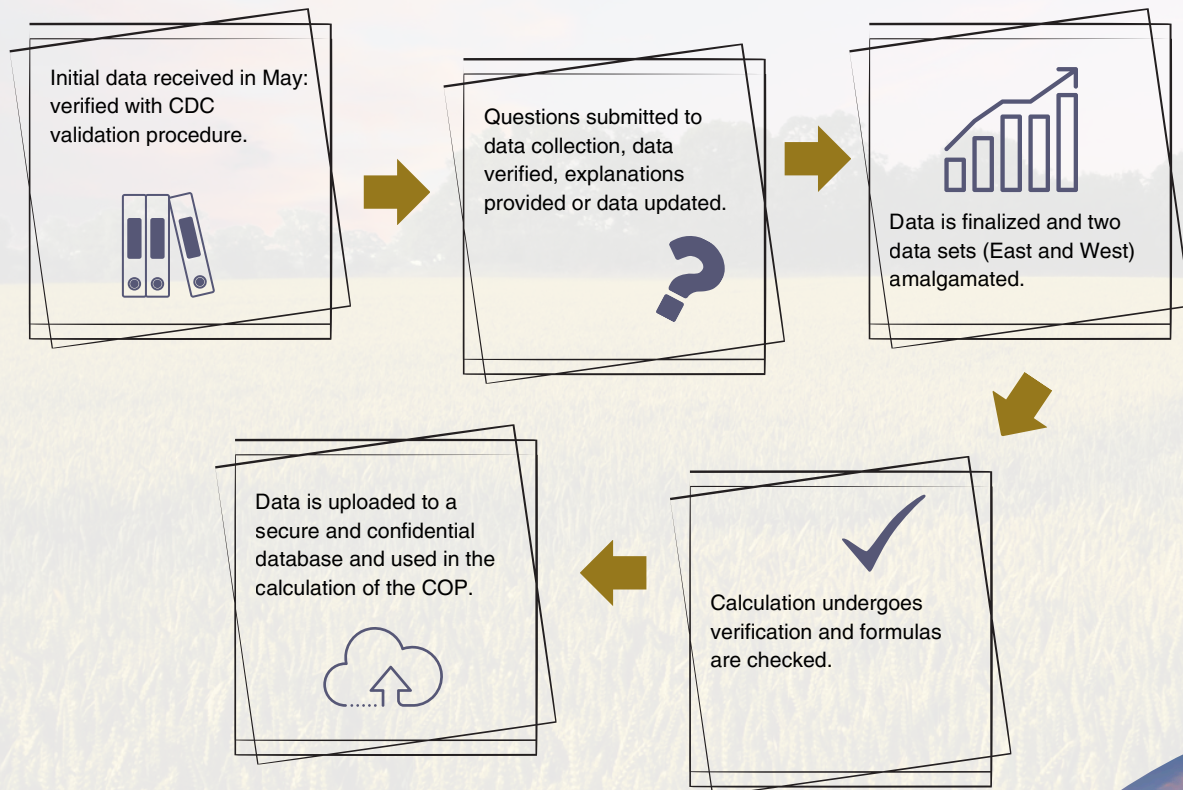 Initial data received in May:
verified with CDC
validation procedure.
Questions submitted to
data collection, data
verified, explanations
provided or data updated.
Data is finalized and two
data sets (East and West)
amalgamated.
Calculation undergoes
verification and formulas
are checked.
Data is uploaded to a
secure and confidential
database and used in the
calculation of the COP.